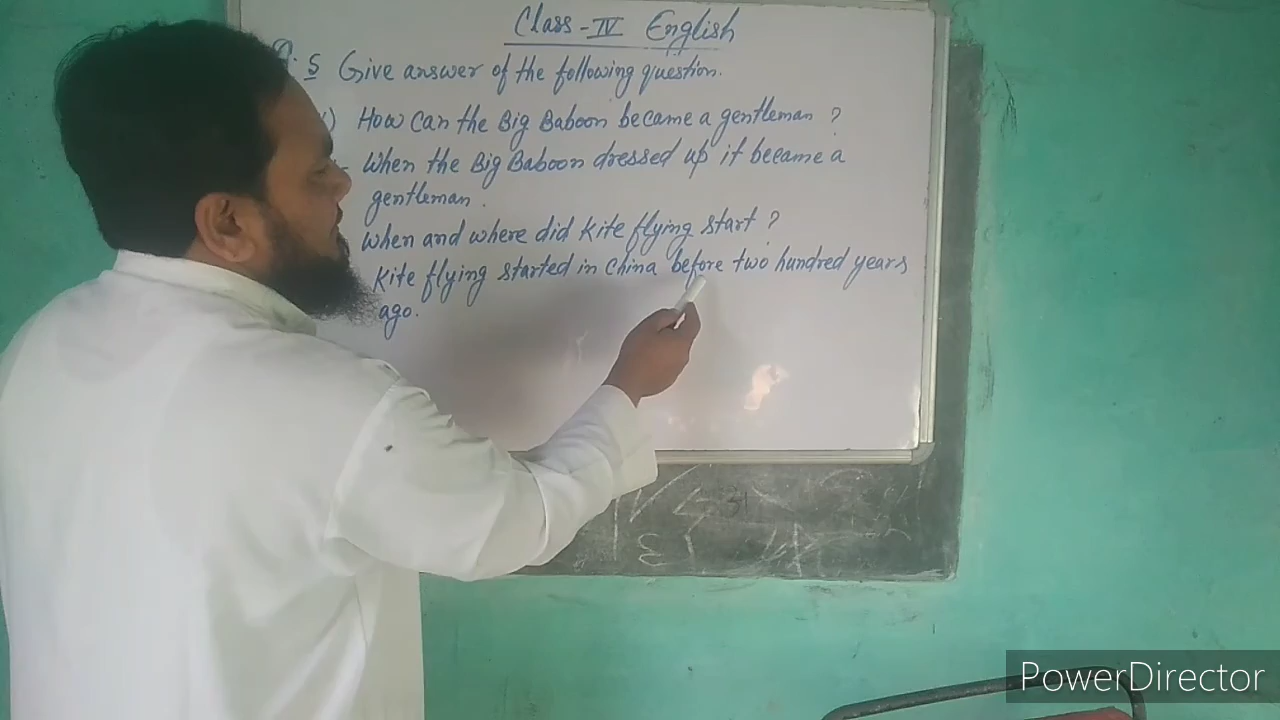 Class - IV English
Q. 5 Give answer of the following question.
i) How can the Big Baboon became a gentleman ?
- When the Big Baboon dressed up it became a
gentleman.
When and where did kite flying start ?
Kite flying started in China before two hundred years
ago.
PowerDirector